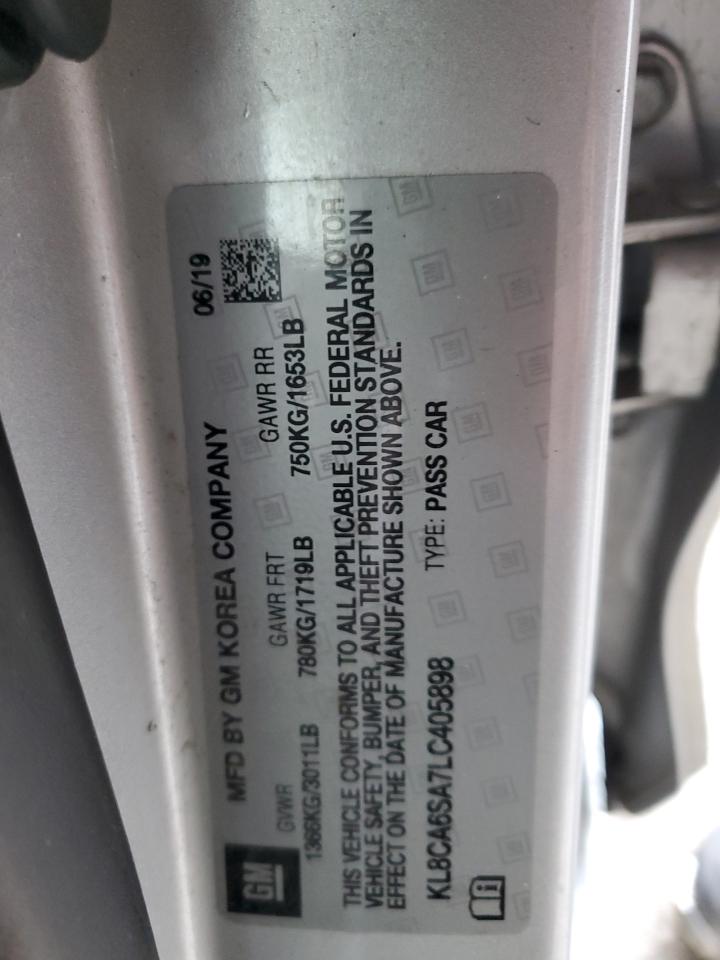 MFD BY GM KOREA COMPANY 06/19
GM
GVWR GAWR FRT GAWR RR
1366KG/3011LB 780KG/1719LB 750KG/1653LB
THIS VEHICLE CONFORMS TO ALL APPLICABLE U.S. FEDERAL MOTOR
VEHICLE SAFETY, BUMPER, AND THEFT PREVENTION STANDARDS IN
EFFECT ON THE DATE OF MANUFACTURE SHOWN ABOVE.
KL8CA6SA7LC405898 TYPE: PASS CAR